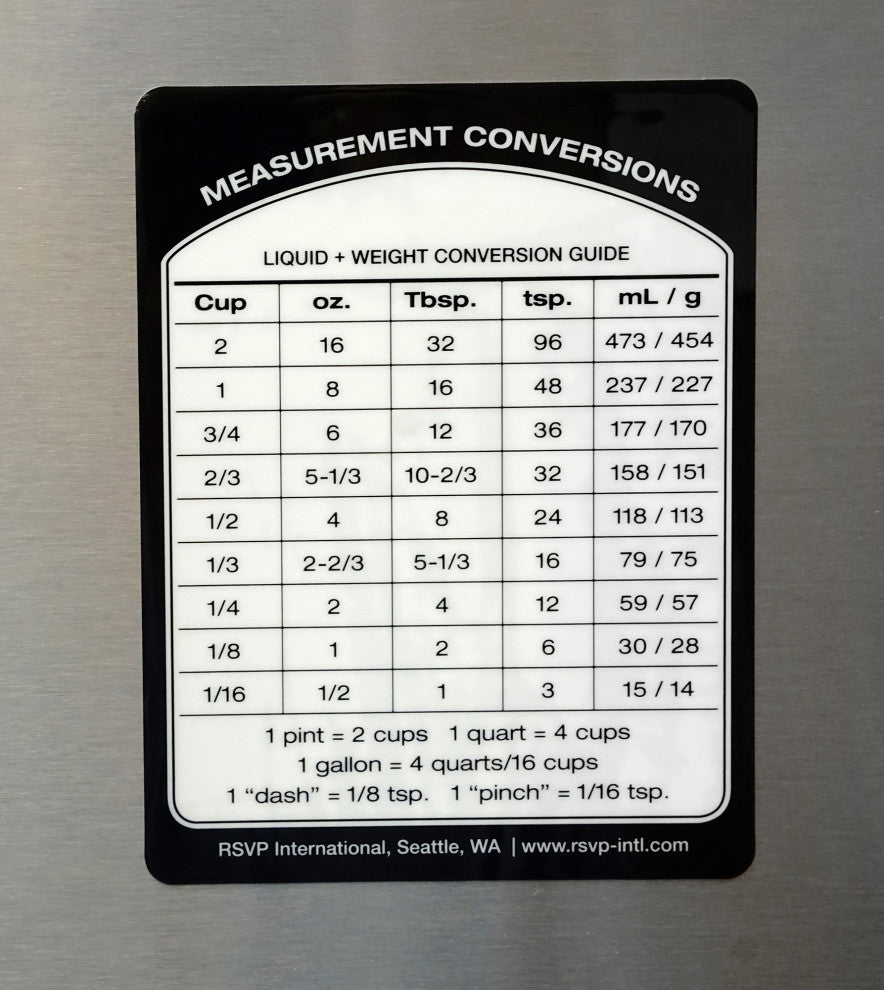 MEASUREMENT CONVERSIONS
LIQUID + WEIGHT CONVERSION GUIDE
Cup oz. Tbsp. tsp. mL / g
2 16 32 96 473 / 454
1 8 16 48 237 / 227
3/4 6 12 36 177 / 170
2/3 5-1/3 10-2/3 32 158 / 151
1/2 4 8 24 118 / 113
1/3 2-2/3 5-1/3 16 79 / 75
1/4 2 4 12 59 / 57
1/8 1 2 6 30 / 28
1/16 1/2 1 3 15 / 14
1 pint = 2 cups 1 quart = 4 cups
1 gallon = 4 quarts/16 cups
1 “dash” = 1/8 tsp. 1 “pinch” = 1/16 tsp.
RSVP International, Seattle, WA | www.rsvp-intl.com